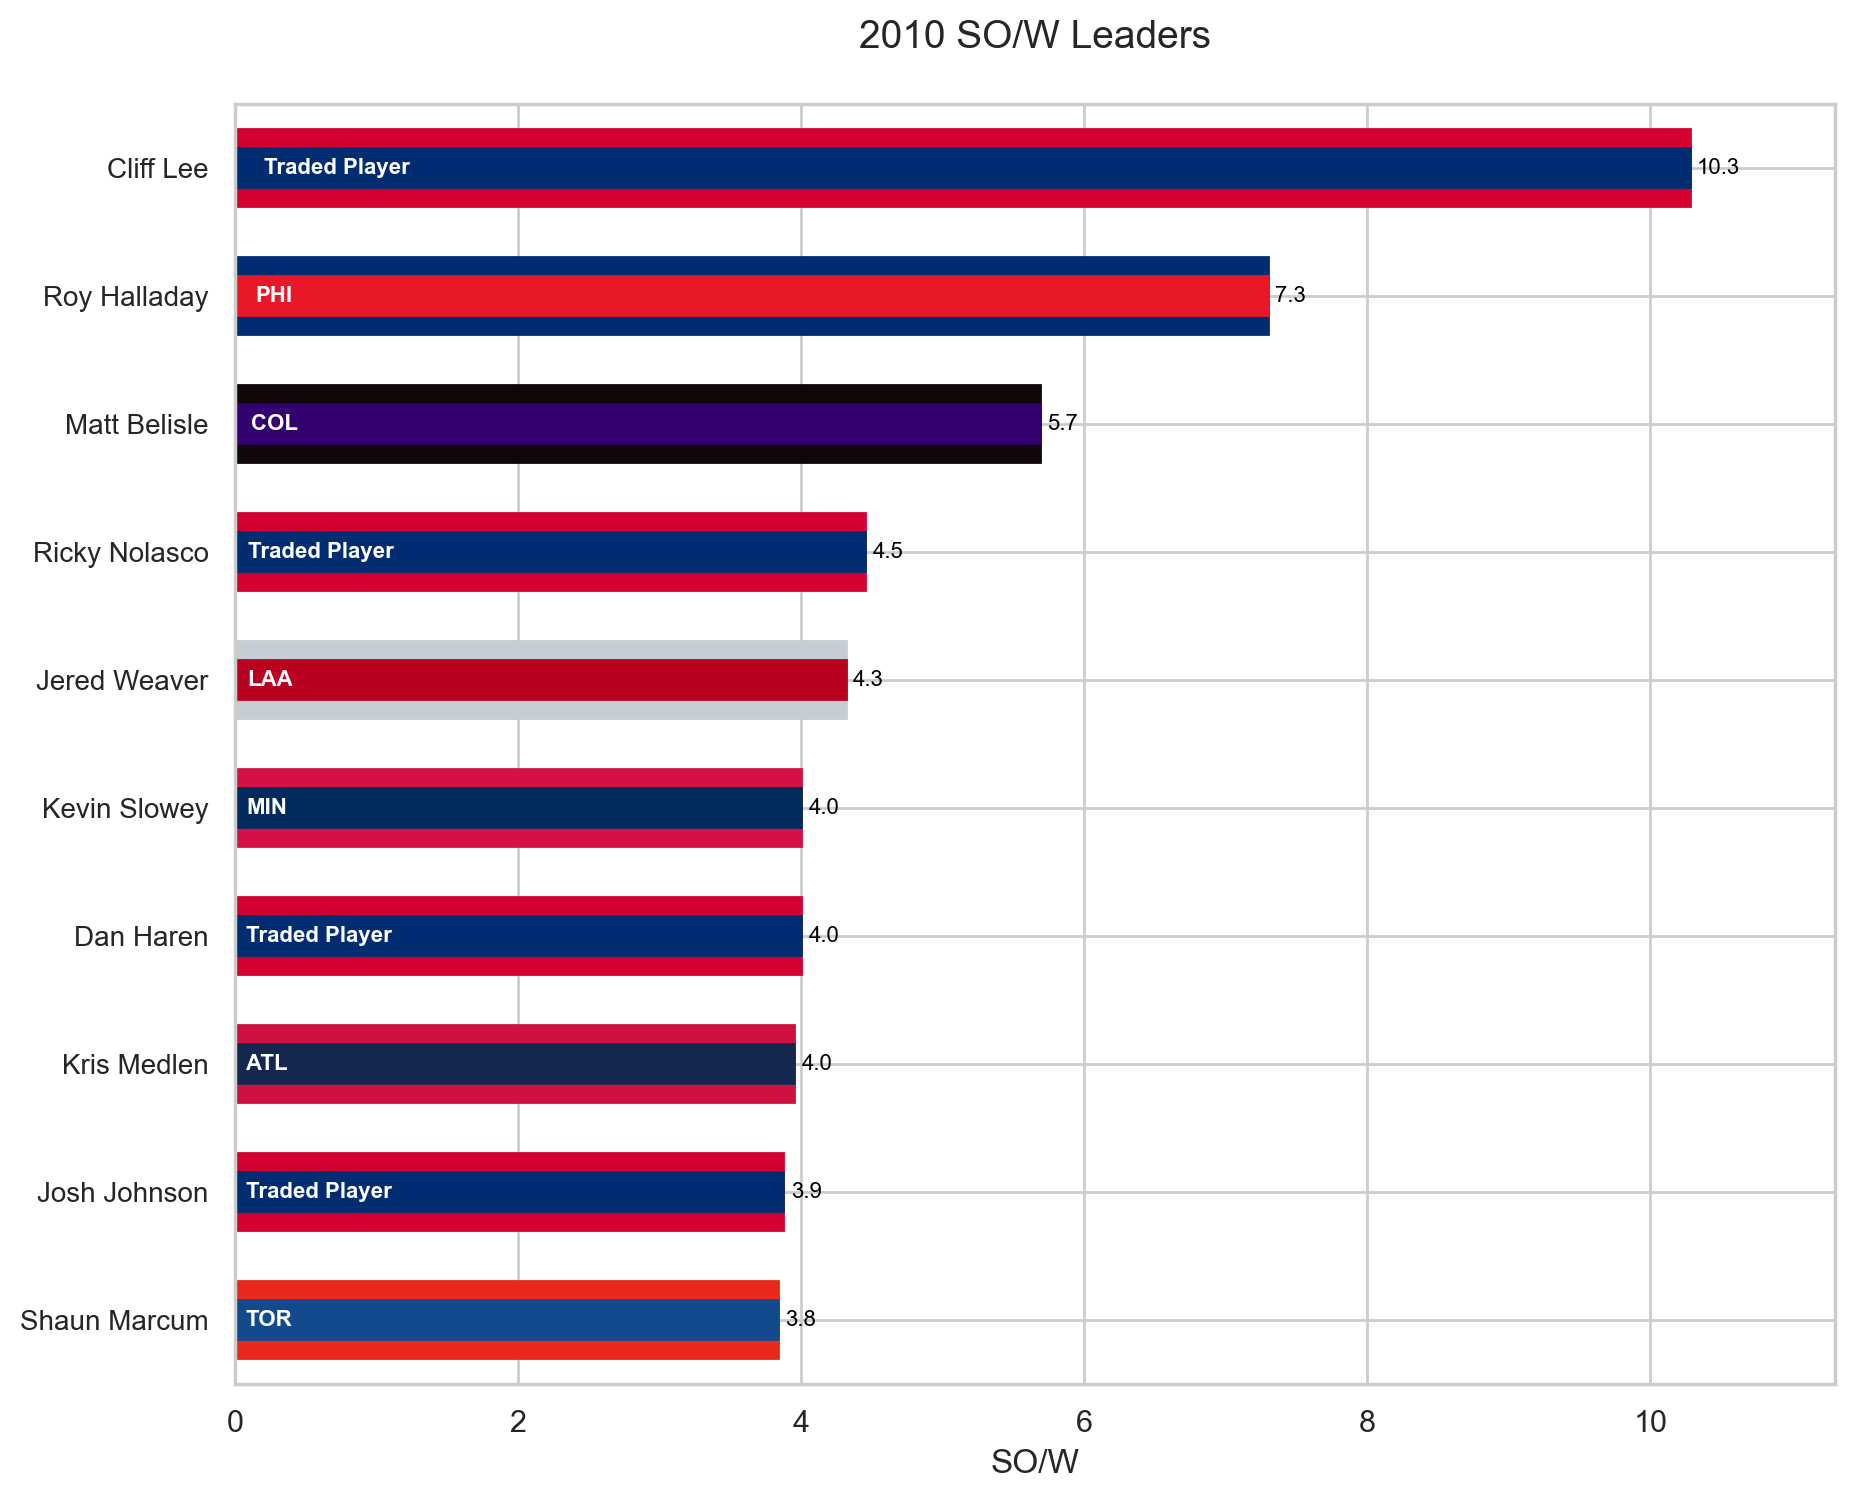 2010 SO/W Leaders
Cliff Lee
Traded Player
10.3
Roy Halladay
PHI
7.3
Matt Belisle
COL
5.7
Ricky Nolasco
Traded Player
4.5
Jered Weaver
LAA
4.3
Kevin Slowey
MIN
4.0
Dan Haren
Traded Player
4.0
Kris Medlen
ATL
4.0
Josh Johnson
Traded Player
3.9
Shaun Marcum
TOR
3.8
0 2 4 6 8 10
SO/W